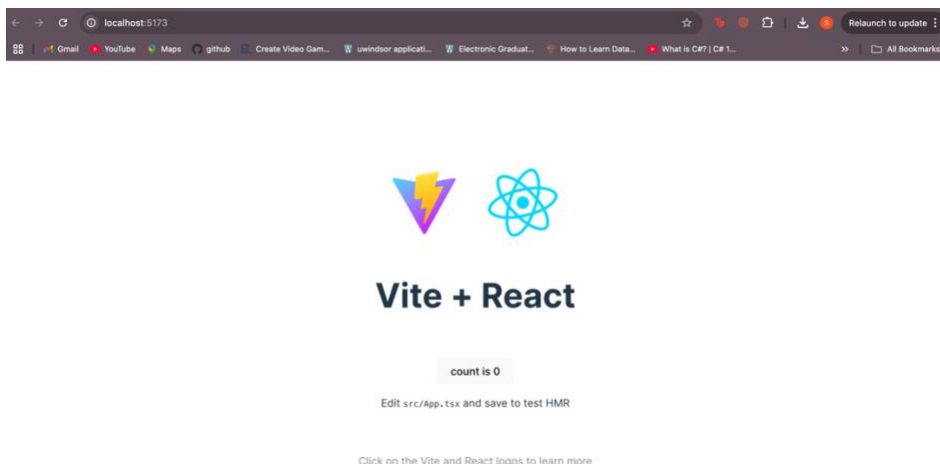 localhost:5173
Relaunch to update
Gmail YouTube Maps github Create Video Gam... uwindsor applicati... Electronic Graduat... How to Learn Data... What is C#? | C# 1... » All Bookmarks
Vite + React
count is 0
Edit src/App.tsx and save to test HMR
Click on the Vite and React logos to learn more